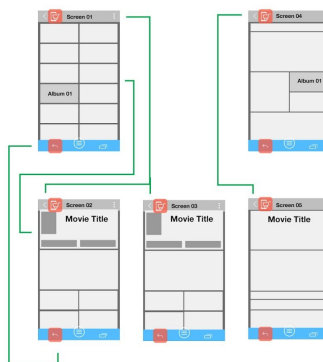 Screen 01
Album 01
Screen 04
Album 01
Screen 02
Movie Title
Screen 03
Movie Title
Screen 05
Movie Title